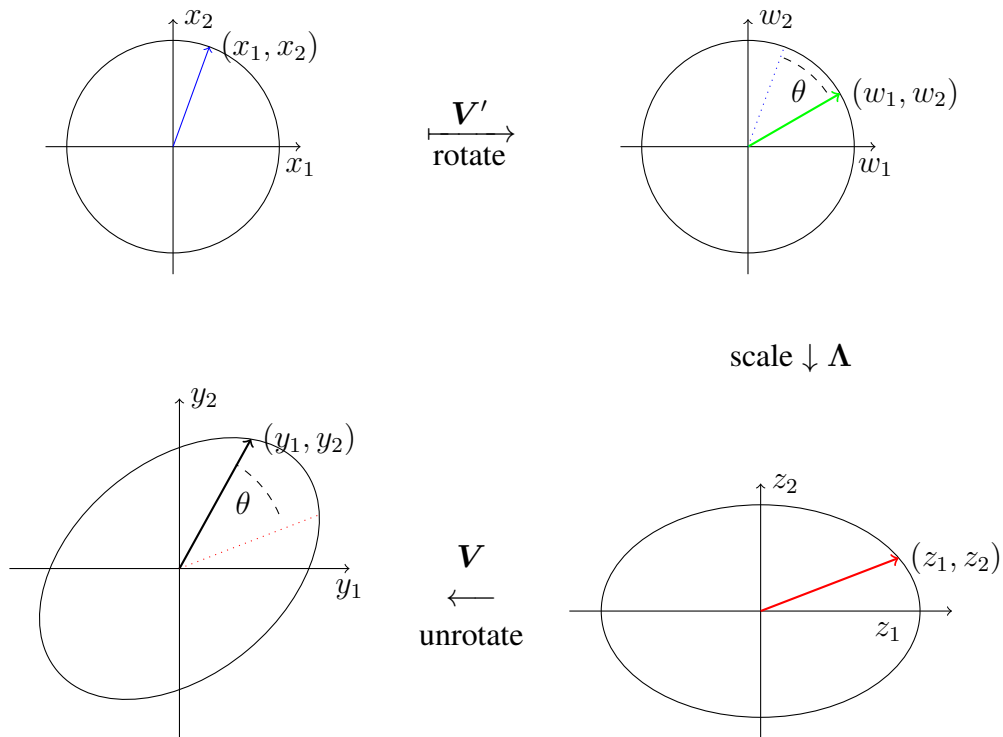 x₂
(x₁, x₂)
x₁
V′
rotate
w₂
(w₁, w₂)
θ
w₁
scale ↓ Λ
y₂
(y₁, y₂)
θ
y₁
V
←
unrotate
z₂
(z₁, z₂)
z₁